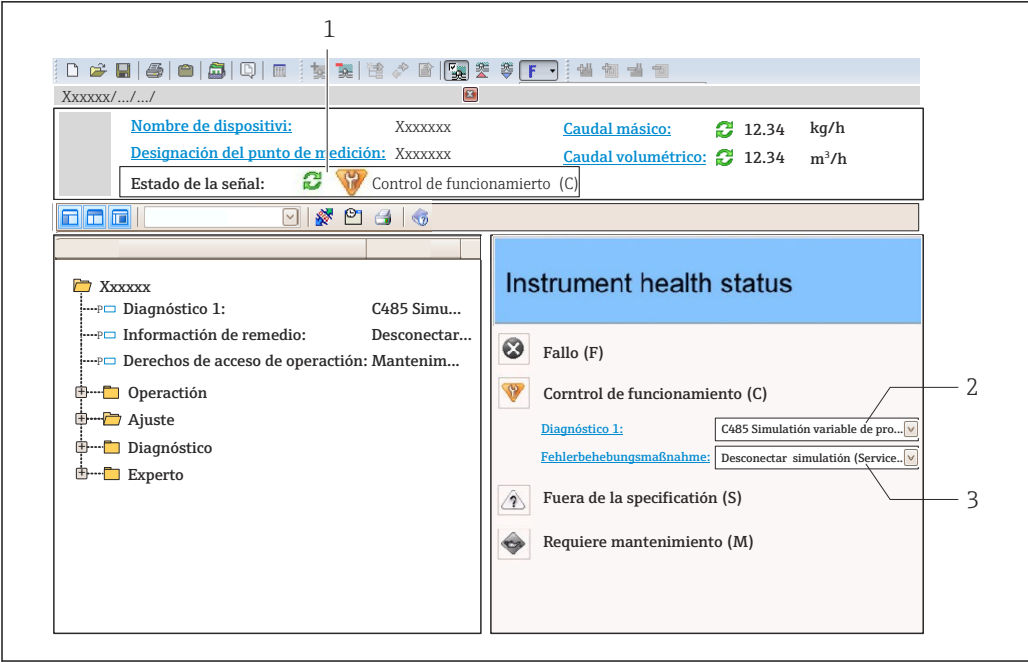 1
F
Xxxxxx/.../.../
Nombre de dispositivi: Xxxxxxx Caudal másico: 12.34 kg/h
Designación del punto de medición: Xxxxxxx Caudal volumétrico: 12.34 m³/h
Estado de la señal: Control de funcionamierto (C)
Instrument health status
Xxxxxx
Diagnóstico 1: C485 Simu...
Informactión de remedio: Desconectar...
Derechos de acceso de operactión: Mantenim...
Operactión
Ajuste
Diagnóstico
Experto
Fallo (F)
Corntrol de funcionamiento (C)
Diagnóstico 1: C485 Simulatión variable de pro...
2
Fehlerbehebungsmaßnahme: Desconectar simulatión (Service..
3
Fuera de la specificatión (S)
Requiere mantenimiento (M)